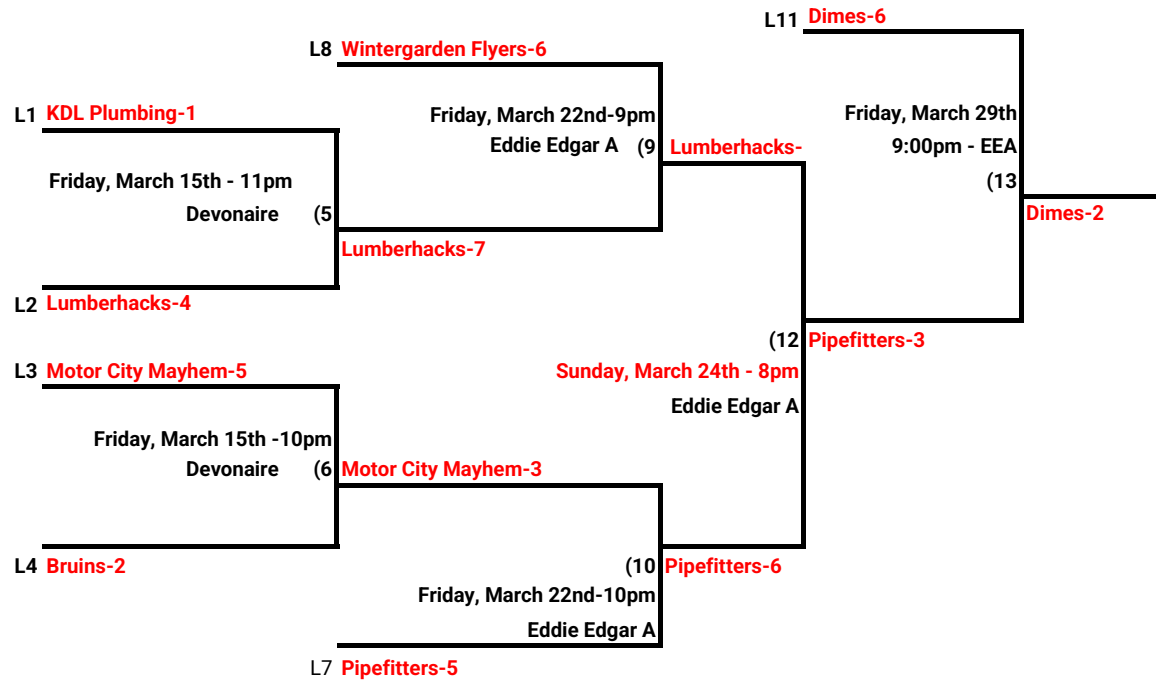 L11 Dimes-6
L8 Wintergarden Flyers-6
L1 KDL Plumbing-1
Friday, March 22nd-9pm
Eddie Edgar A (9
Friday, March 29th
9:00pm - EEA
(13
Lumberhacks-
Friday, March 15th - 11pm
Devonaire (5
Dimes-2
Lumberhacks-7
L2 Lumberhacks-4
(12 Pipefitters-3
Sunday, March 24th - 8pm
Eddie Edgar A
L3 Motor City Mayhem-5
Friday, March 15th -10pm
Devonaire (6
Motor City Mayhem-3
L4 Bruins-2
(10 Pipefitters-6
Friday, March 22nd-10pm
Eddie Edgar A
L7 Pipefitters-5